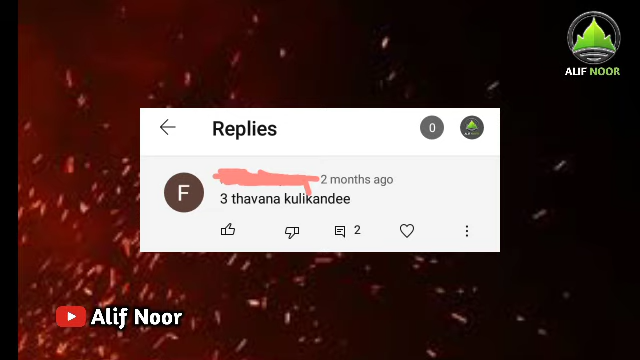 ALIF NOOR
Replies
0
F
2 months ago
3 thavana kulikandee
2
Alif Noor